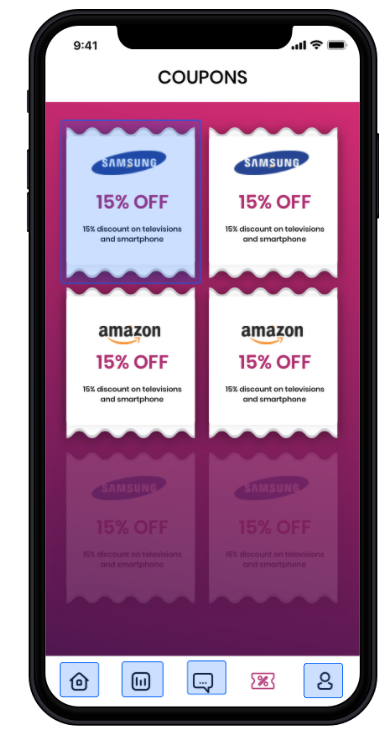 9:41
COUPONS
SAMSUNG
15% OFF
15% discount on televisions
and smartphone
SAMSUNG
15% OFF
15% discount on televisions
and smartphone
amazon
15% OFF
15% discount on televisions
and smartphone
amazon
15% OFF
15% discount on televisions
and smartphone
SAMSUNG
15% OFF
15% discount on televisions
and smartphone
SAMSUNG
15% OFF
15% discount on televisions
and smartphone